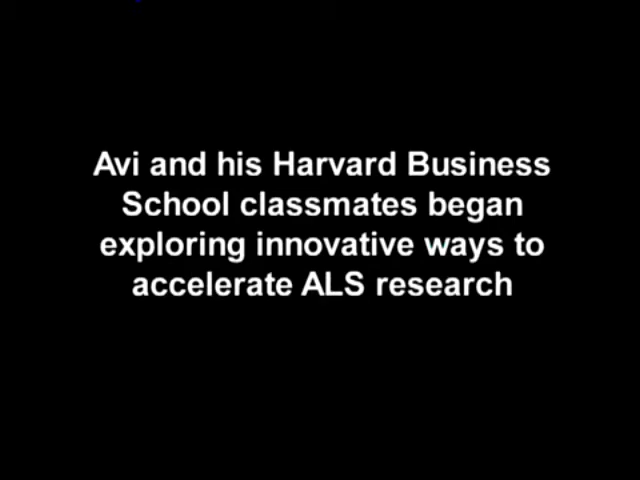 Avi and his Harvard Business
School classmates began
exploring innovative ways to
accelerate ALS research